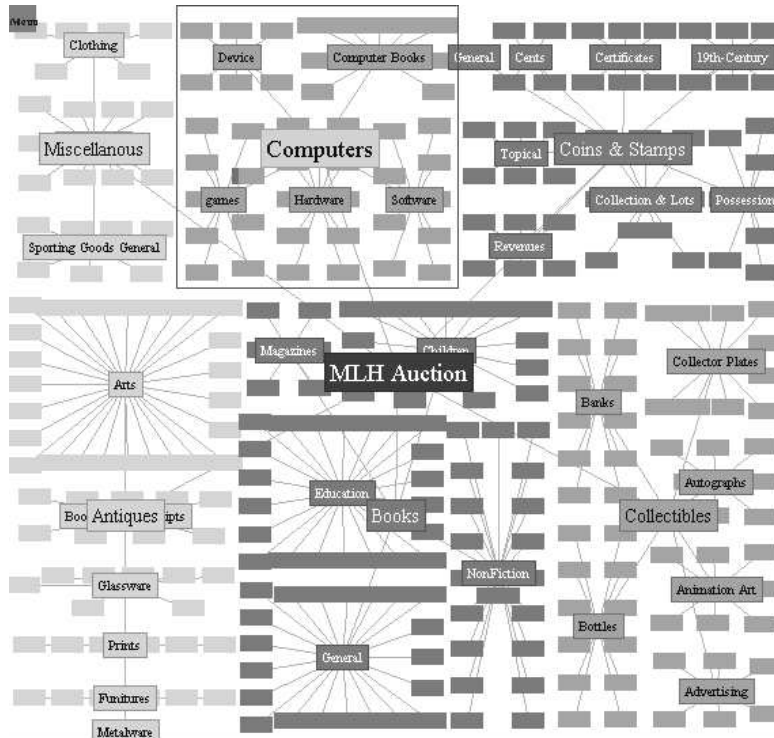 Menu
Clothing
Device
Computer Books
General
Cents
Certificates
19th-Century
Miscellanous
Computers
Topical
Coins & Stamps
games
Hardware
Software
Collection & Lots
Possession
Sporting Goods General
Revenues
Magazines
Children
Collector Plates
MLH Auction
Arts
Banks
Education
Autographs
Antiques
Books
Collectibles
Glassware
NonFiction
Animation Art
Bottles
Prints
General
Funitures
Advertising
Metalware